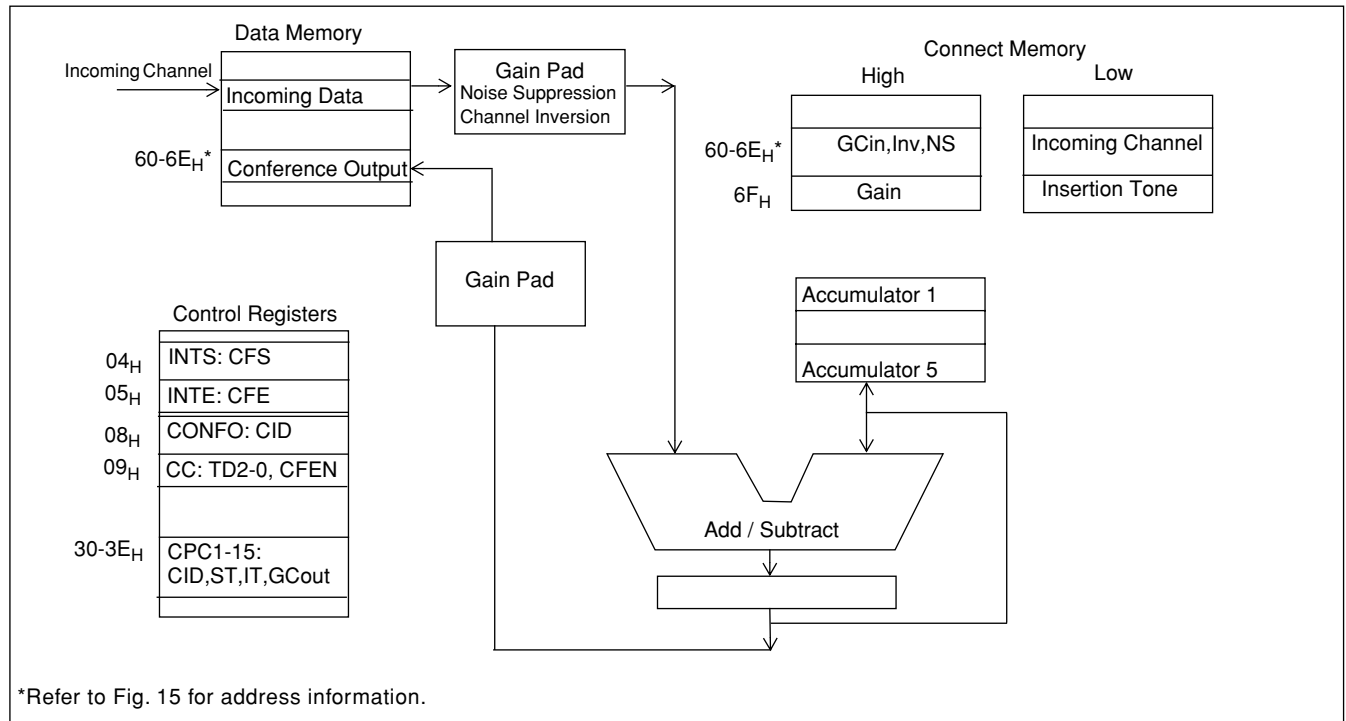 Data Memory
Incoming Channel
Incoming Data
60-6EH*
Conference Output
Gain Pad
Noise Suppression
Channel Inversion
Connect Memory
High
Low
60-6EH*
GCin,Inv,NS
Incoming Channel
6FH
Gain
Insertion Tone
Gain Pad
Accumulator 1
Accumulator 5
Control Registers
04H
INTS: CFS
05H
INTE: CFE
08H
CONFO: CID
09H
CC: TD2-0, CFEN
30-3EH
CPC1-15:
CID,ST,IT,GCout
Add / Subtract
*Refer to Fig. 15 for address information.